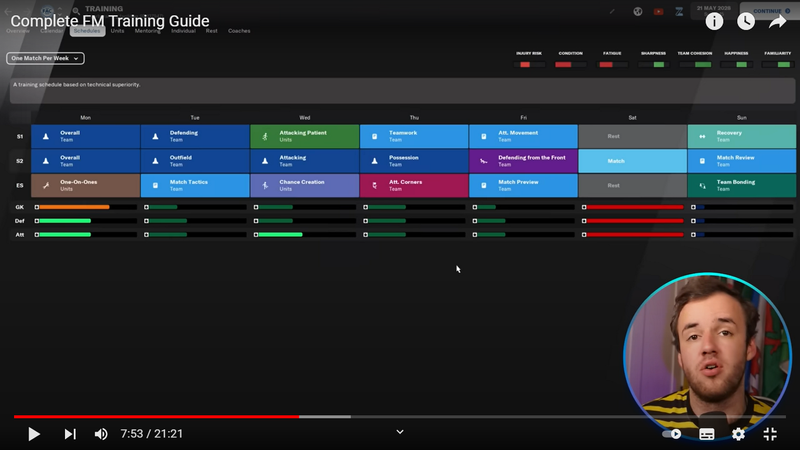 Complete FM Training Guide
TRAINING
21 MAY 2026
CONTINUE
Overview Calendar Schedules Units Mentoring Individual Rest Coaches
One Match Per Week
INJURY RISK CONDITION FATIGUE SHARPNESS TEAM COHESION HAPPINESS FAMILIARITY
A training schedule based on technical superiority.
Mon Tue Wed Thu Fri Sat Sun
S1 Overall Defending Attacking Patient Teamwork Att. Movement Rest Recovery
Team Team Units Team Team Team
S2 Overall Outfield Attacking Possession Defending from the Front Match Match Review
Team Team Team Team Team Team
ES One-On-Ones Match Tactics Chance Creation Att. Corners Match Preview Rest Team Bonding
Units Team Units Team Team Team
GK
Def
Att
7:53 / 21:21